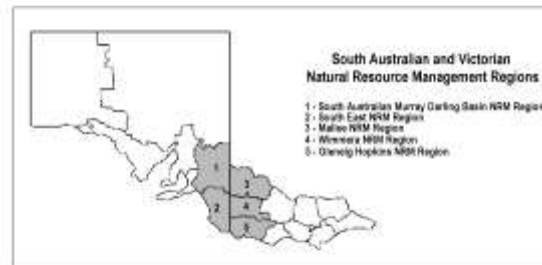 South Australian and Victorian
Natural Resource Management Regions
1 - South Australian Murray Darling Basin NRM Region
2 - South East NRM Region
3 - Mallee NRM Region
4 - Wimmera NRM Region
5 - Glenelg Hopkins NRM Region
1
3
2
4
5